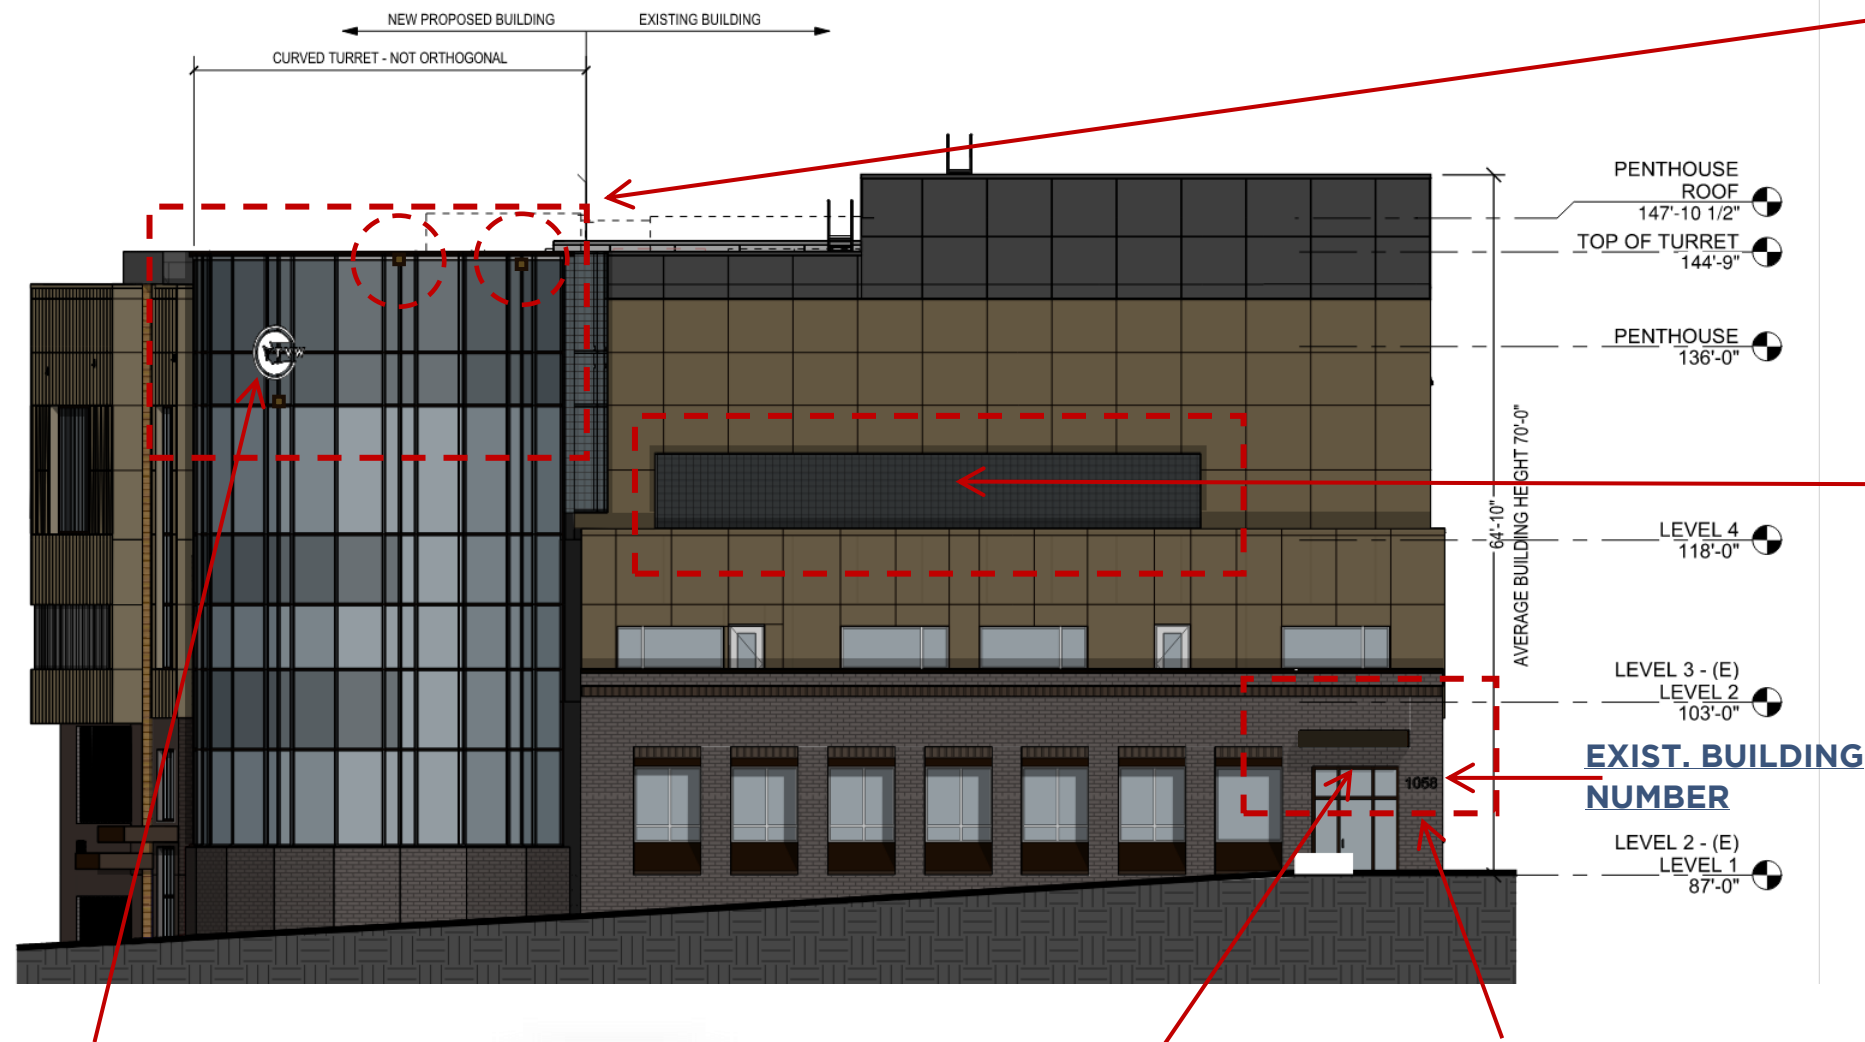 NEW PROPOSED BUILDING
EXISTING BUILDING
CURVED TURRET - NOT ORTHOGONAL
PENTHOUSE
ROOF
147'-10 1/2"
TOP OF TURRET
144'-9"
PENTHOUSE
136'-0"
64'-10"
AVERAGE BUILDING HEIGHT 70'-0"
LEVEL 4
118'-0"
LEVEL 3 - (E)
LEVEL 2
103'-0"
EXIST. BUILDING
NUMBER
1058
LEVEL 2 - (E)
LEVEL 1
87'-0"